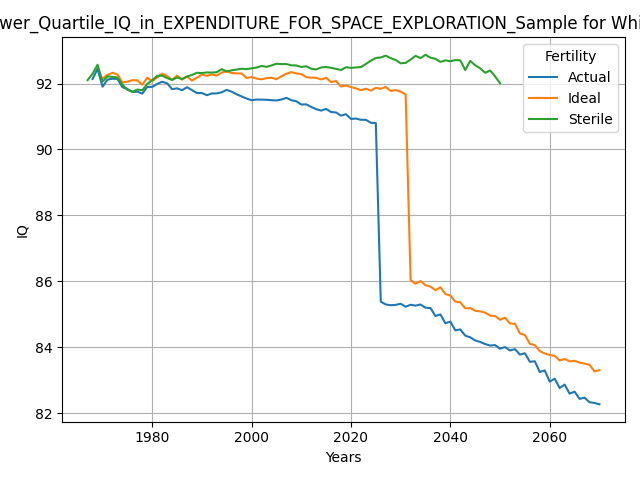 wer_Quartile_IQ_in_EXPENDITURE_FOR_SPACE_EXPLORATION_Sample for Whi
Fertility
Actual
Ideal
Sterile
IQ
92
90
88
86
84
82
1980
2000
2020
2040
2060
Years